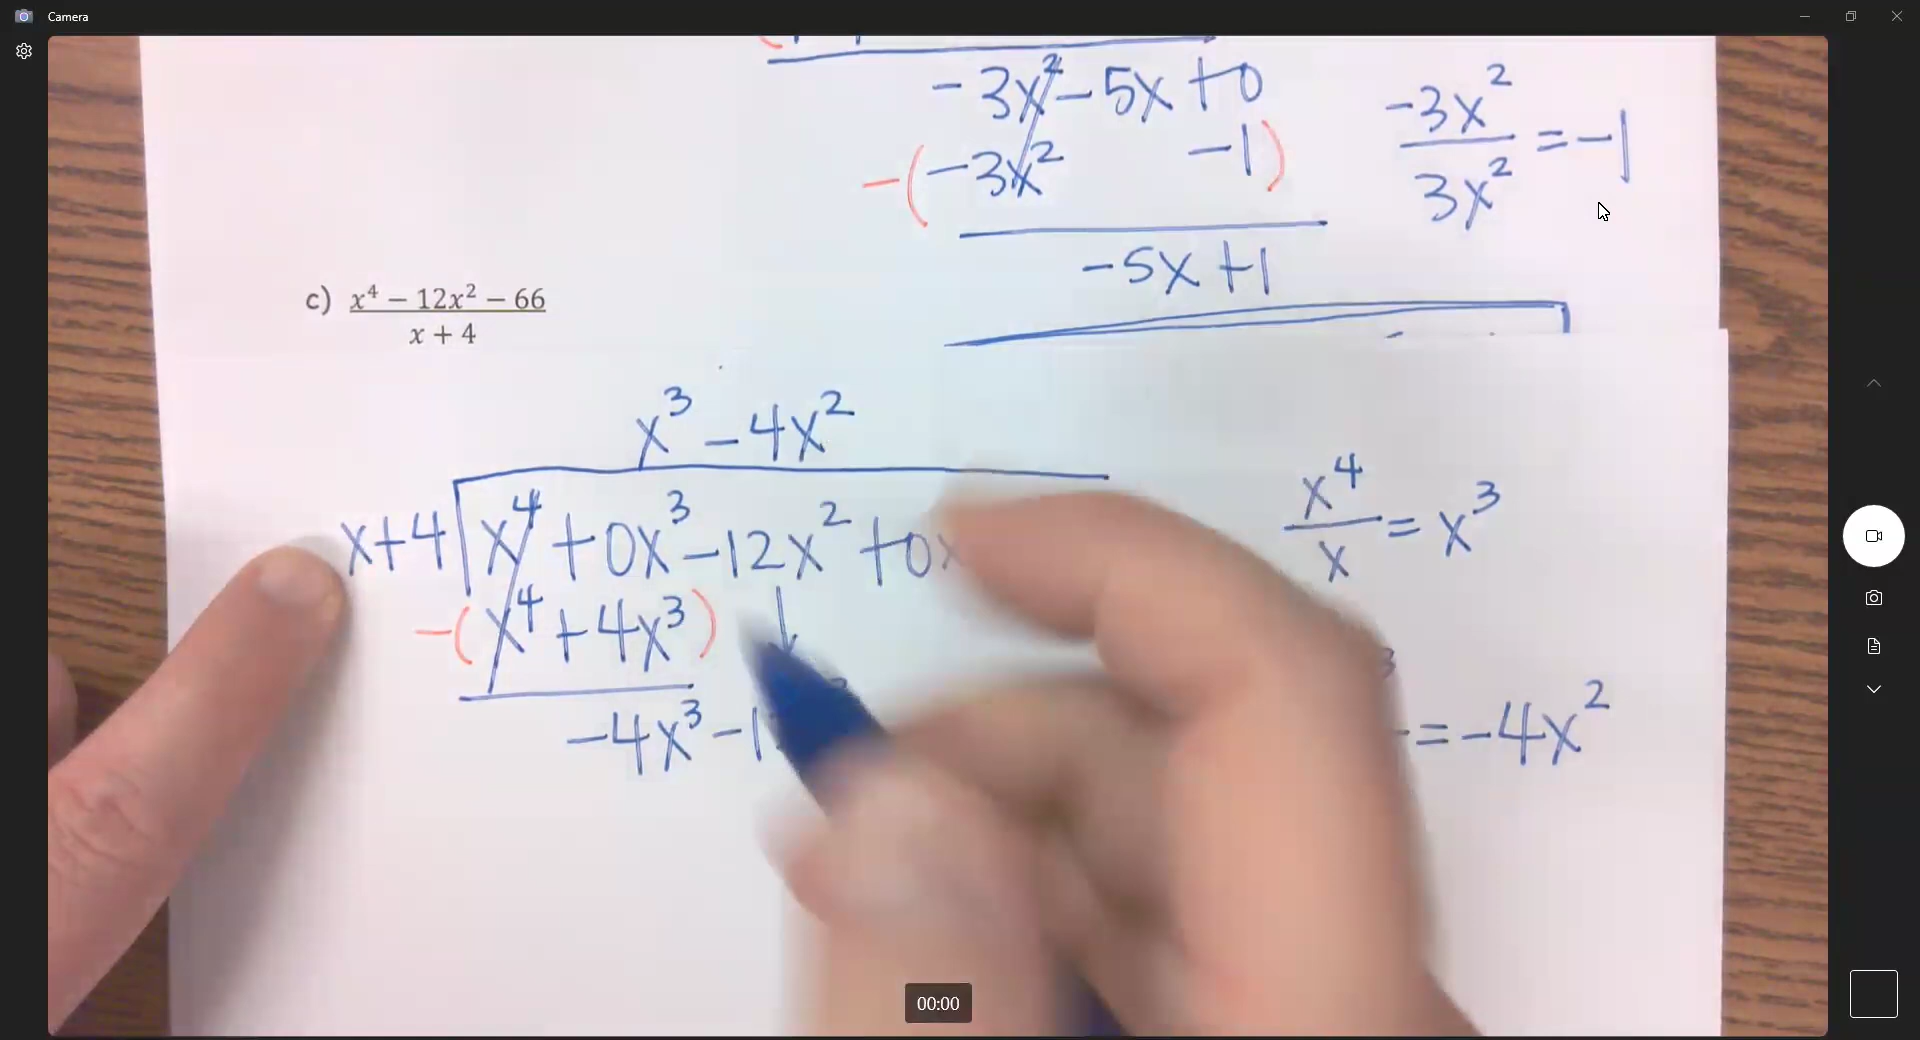 Camera
- 3x² - 5x + 0
-3x²
-( -3x² -1)
= -1
3x²
-5x + 1
c) x⁴ − 12x² − 66
x + 4
x³ - 4x²
x+4 x⁴ + 0x³ - 12x² + 0x
x⁴
= x³
x
-( x⁴ + 4x³ )
-4x³ - 1
= -4x²
00:00